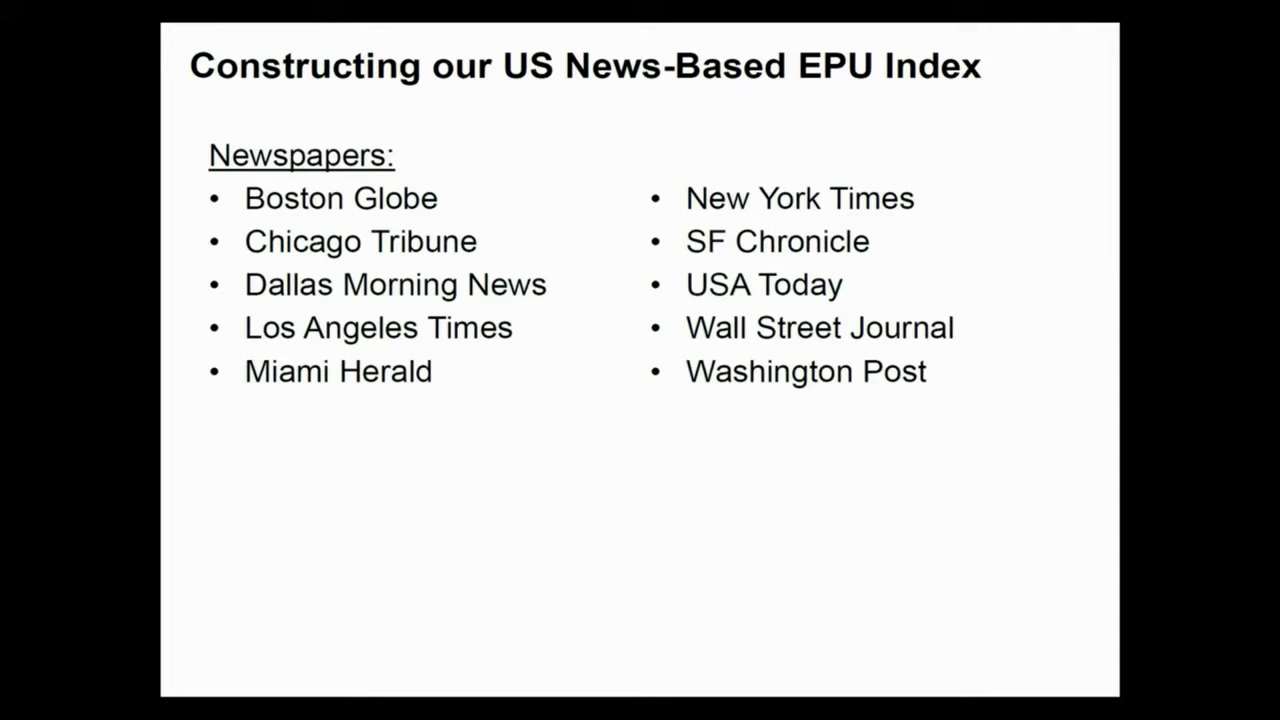 Constructing our US News-Based EPU Index
Newspapers:
• Boston Globe
• Chicago Tribune
• Dallas Morning News
• Los Angeles Times
• Miami Herald
• New York Times
• SF Chronicle
• USA Today
• Wall Street Journal
• Washington Post